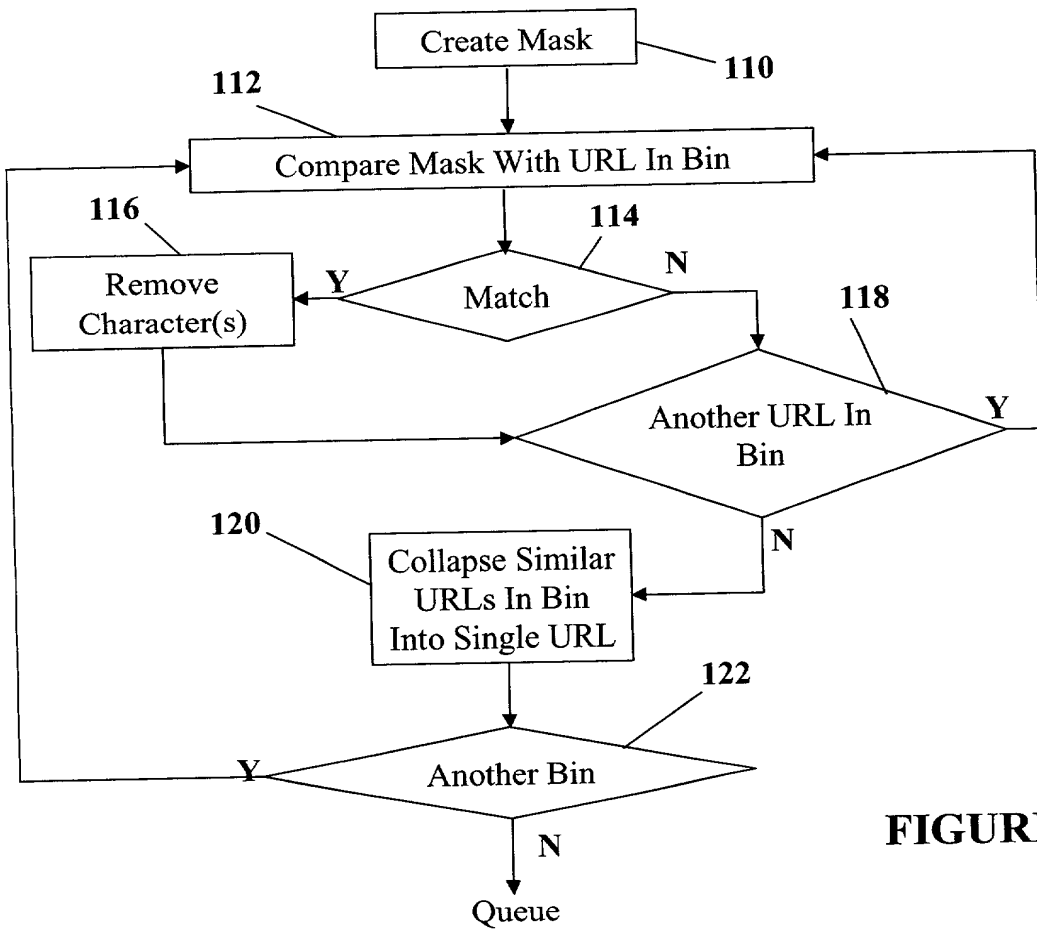 Create Mask
110
112
Compare Mask With URL In Bin
116
114
Y
N
Remove
Character(s)
Match
118
Another URL In
Bin
Y
N
120
Collapse Similar
URLs In Bin
Into Single URL
122
Another Bin
Y
N
Queue